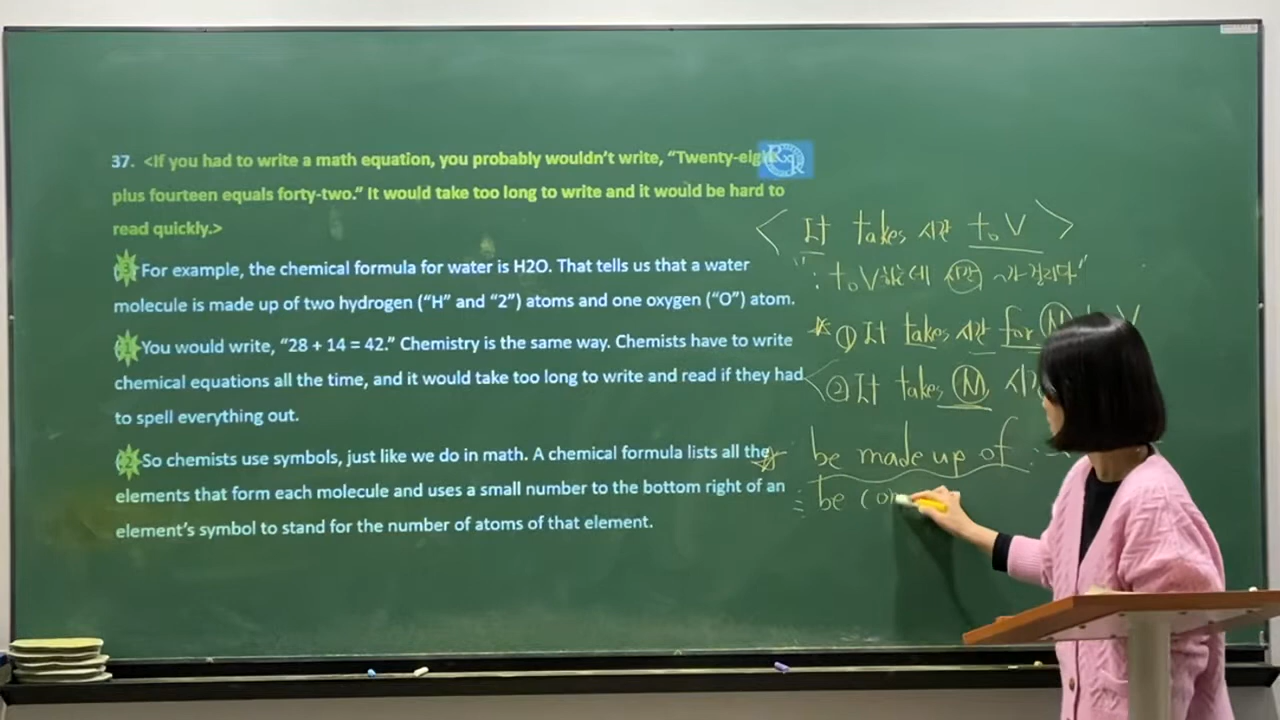 37. <If you had to write a math equation, you probably wouldn't write, "Twenty-eig
plus fourteen equals forty-two." It would take too long to write and it would be hard to
read quickly.>
(3) For example, the chemical formula for water is H2O. That tells us that a water
molecule is made up of two hydrogen ("H" and "2") atoms and one oxygen ("O") atom.
(1) You would write, "28 + 14 = 42." Chemistry is the same way. Chemists have to write
chemical equations all the time, and it would take too long to write and read if they had
to spell everything out.
(2) So chemists use symbols, just like we do in math. A chemical formula lists all the
elements that form each molecule and uses a small number to the bottom right of an
element's symbol to stand for the number of atoms of that element.
<It takes 시간 to V>
": to V하는데 시간 가 걸리다"
① It takes 시간 for N V
<② It takes N 시간
be made up of :
be com